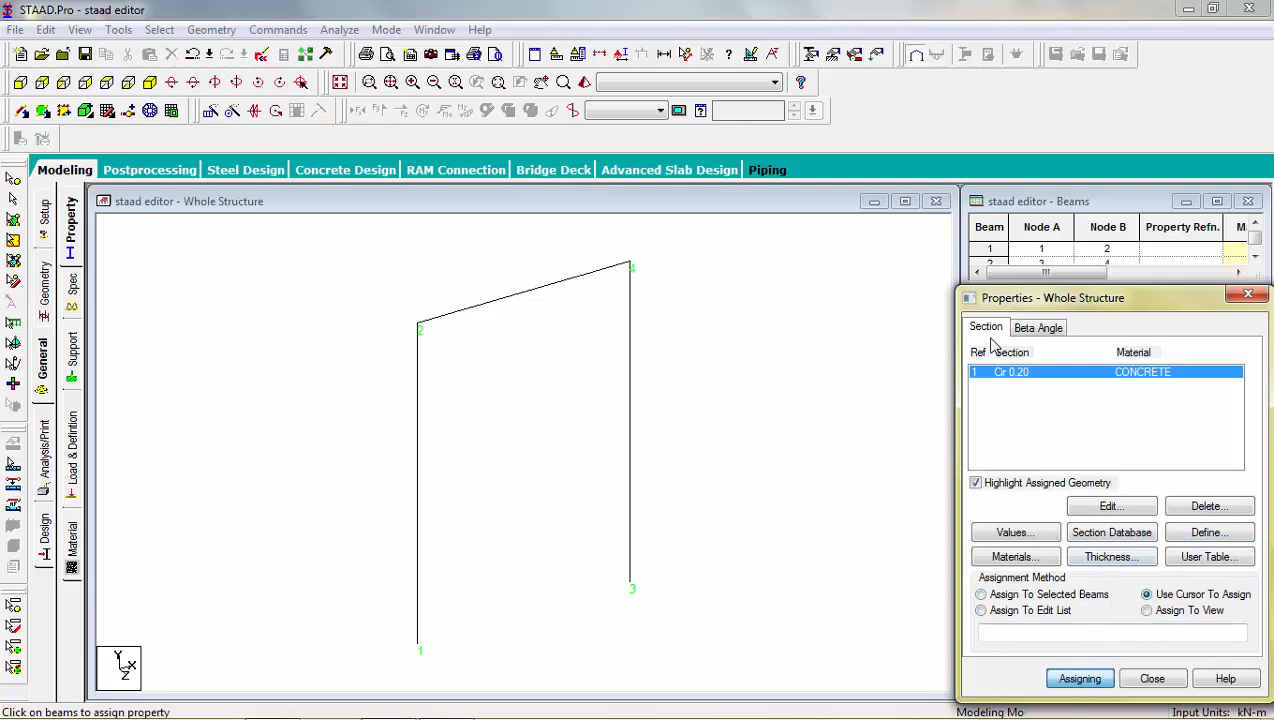 STAAD.Pro - staad editor
File Edit View Tools Select Geometry Commands Analyze Mode Window Help
Modeling Postprocessing Steel Design Concrete Design RAM Connection Bridge Deck Advanced Slab Design Piping
Setup
Geometry
General
Analysis/Print
Design
Property
Spec
Support
Load & Definition
Material
staad editor - Whole Structure
4
2
3
1
Y
X
Z
staad editor - Beams
Beam Node A Node B Property Refn.
1 1 2
2 3 4
Properties - Whole Structure
Section Beta Angle
Ref Section Material
1 Cir 0.20 CONCRETE
Highlight Assigned Geometry
Edit... Delete...
Values... Section Database Define...
Materials... Thickness... User Table...
Assignment Method
Assign To Selected Beams Use Cursor To Assign
Assign To Edit List Assign To View
Assigning Close Help
Click on beams to assign property Modeling Mo Input Units: kN-m